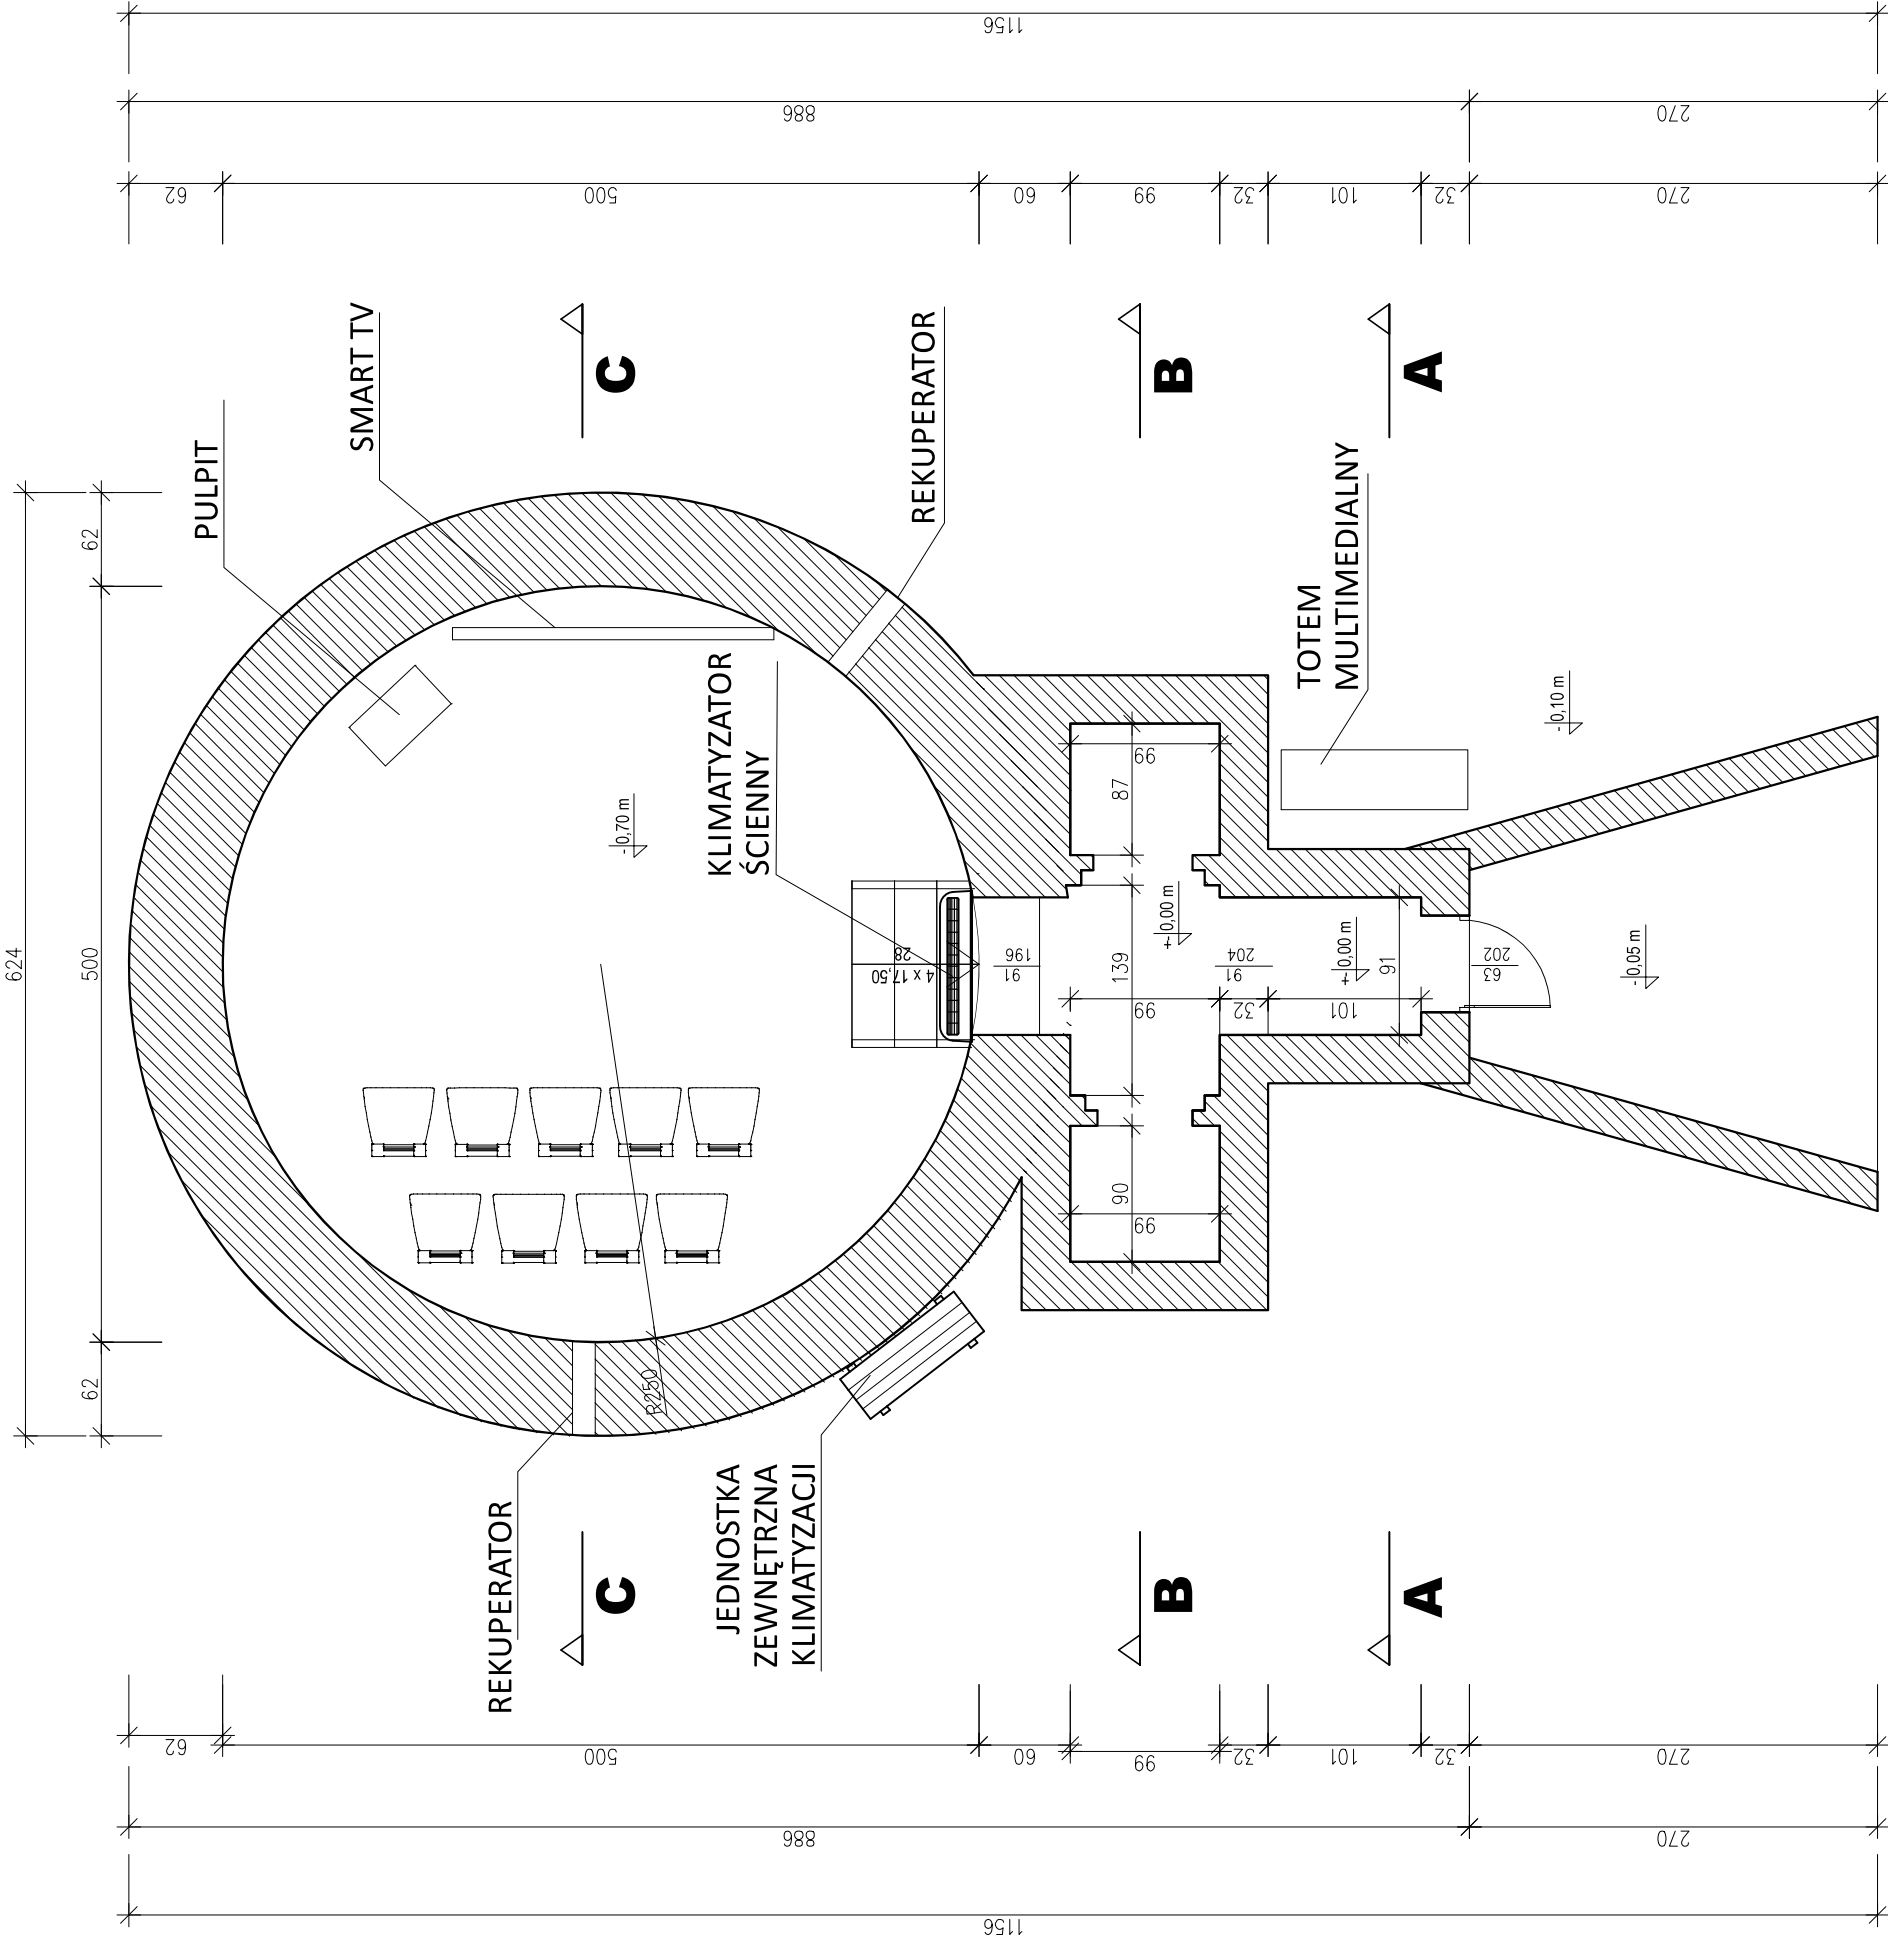 1156
886
270
62
500
60
99
32
101
32
270
624
62
500
62
PULPIT
SMART TV
C
REKUPERATOR
B
A
TOTEM
MULTIMEDIALNY
KLIMATYZATOR
ŚCIENNY
- 0,70 m
- 0,10 m
99
87
+ 0,00 m
4 x 17,50
28
196
91
139
204
91
+ 0,00 m
91
202
63
- 0,05 m
99
32
101
90
99
R250
REKUPERATOR
JEDNOSTKA
ZEWNĘTRZNA
KLIMATYZACJI
C
B
A
62
500
60
99
32
101
32
270
886
270
1156